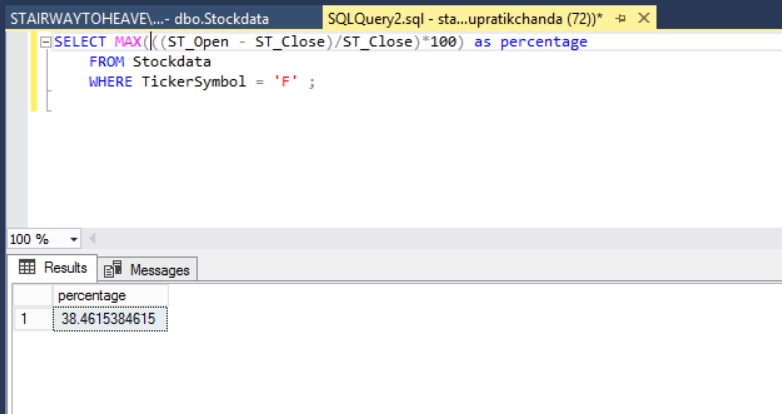 STAIRWAYTOHEAVE\...- dbo.Stockdata SQLQuery2.sql - sta...upratikchanda (72))*
SELECT MAX(((ST_Open - ST_Close)/ST_Close)*100) as percentage
FROM Stockdata
WHERE TickerSymbol = 'F' ;
100 %
Results Messages
percentage
1 38.4615384615